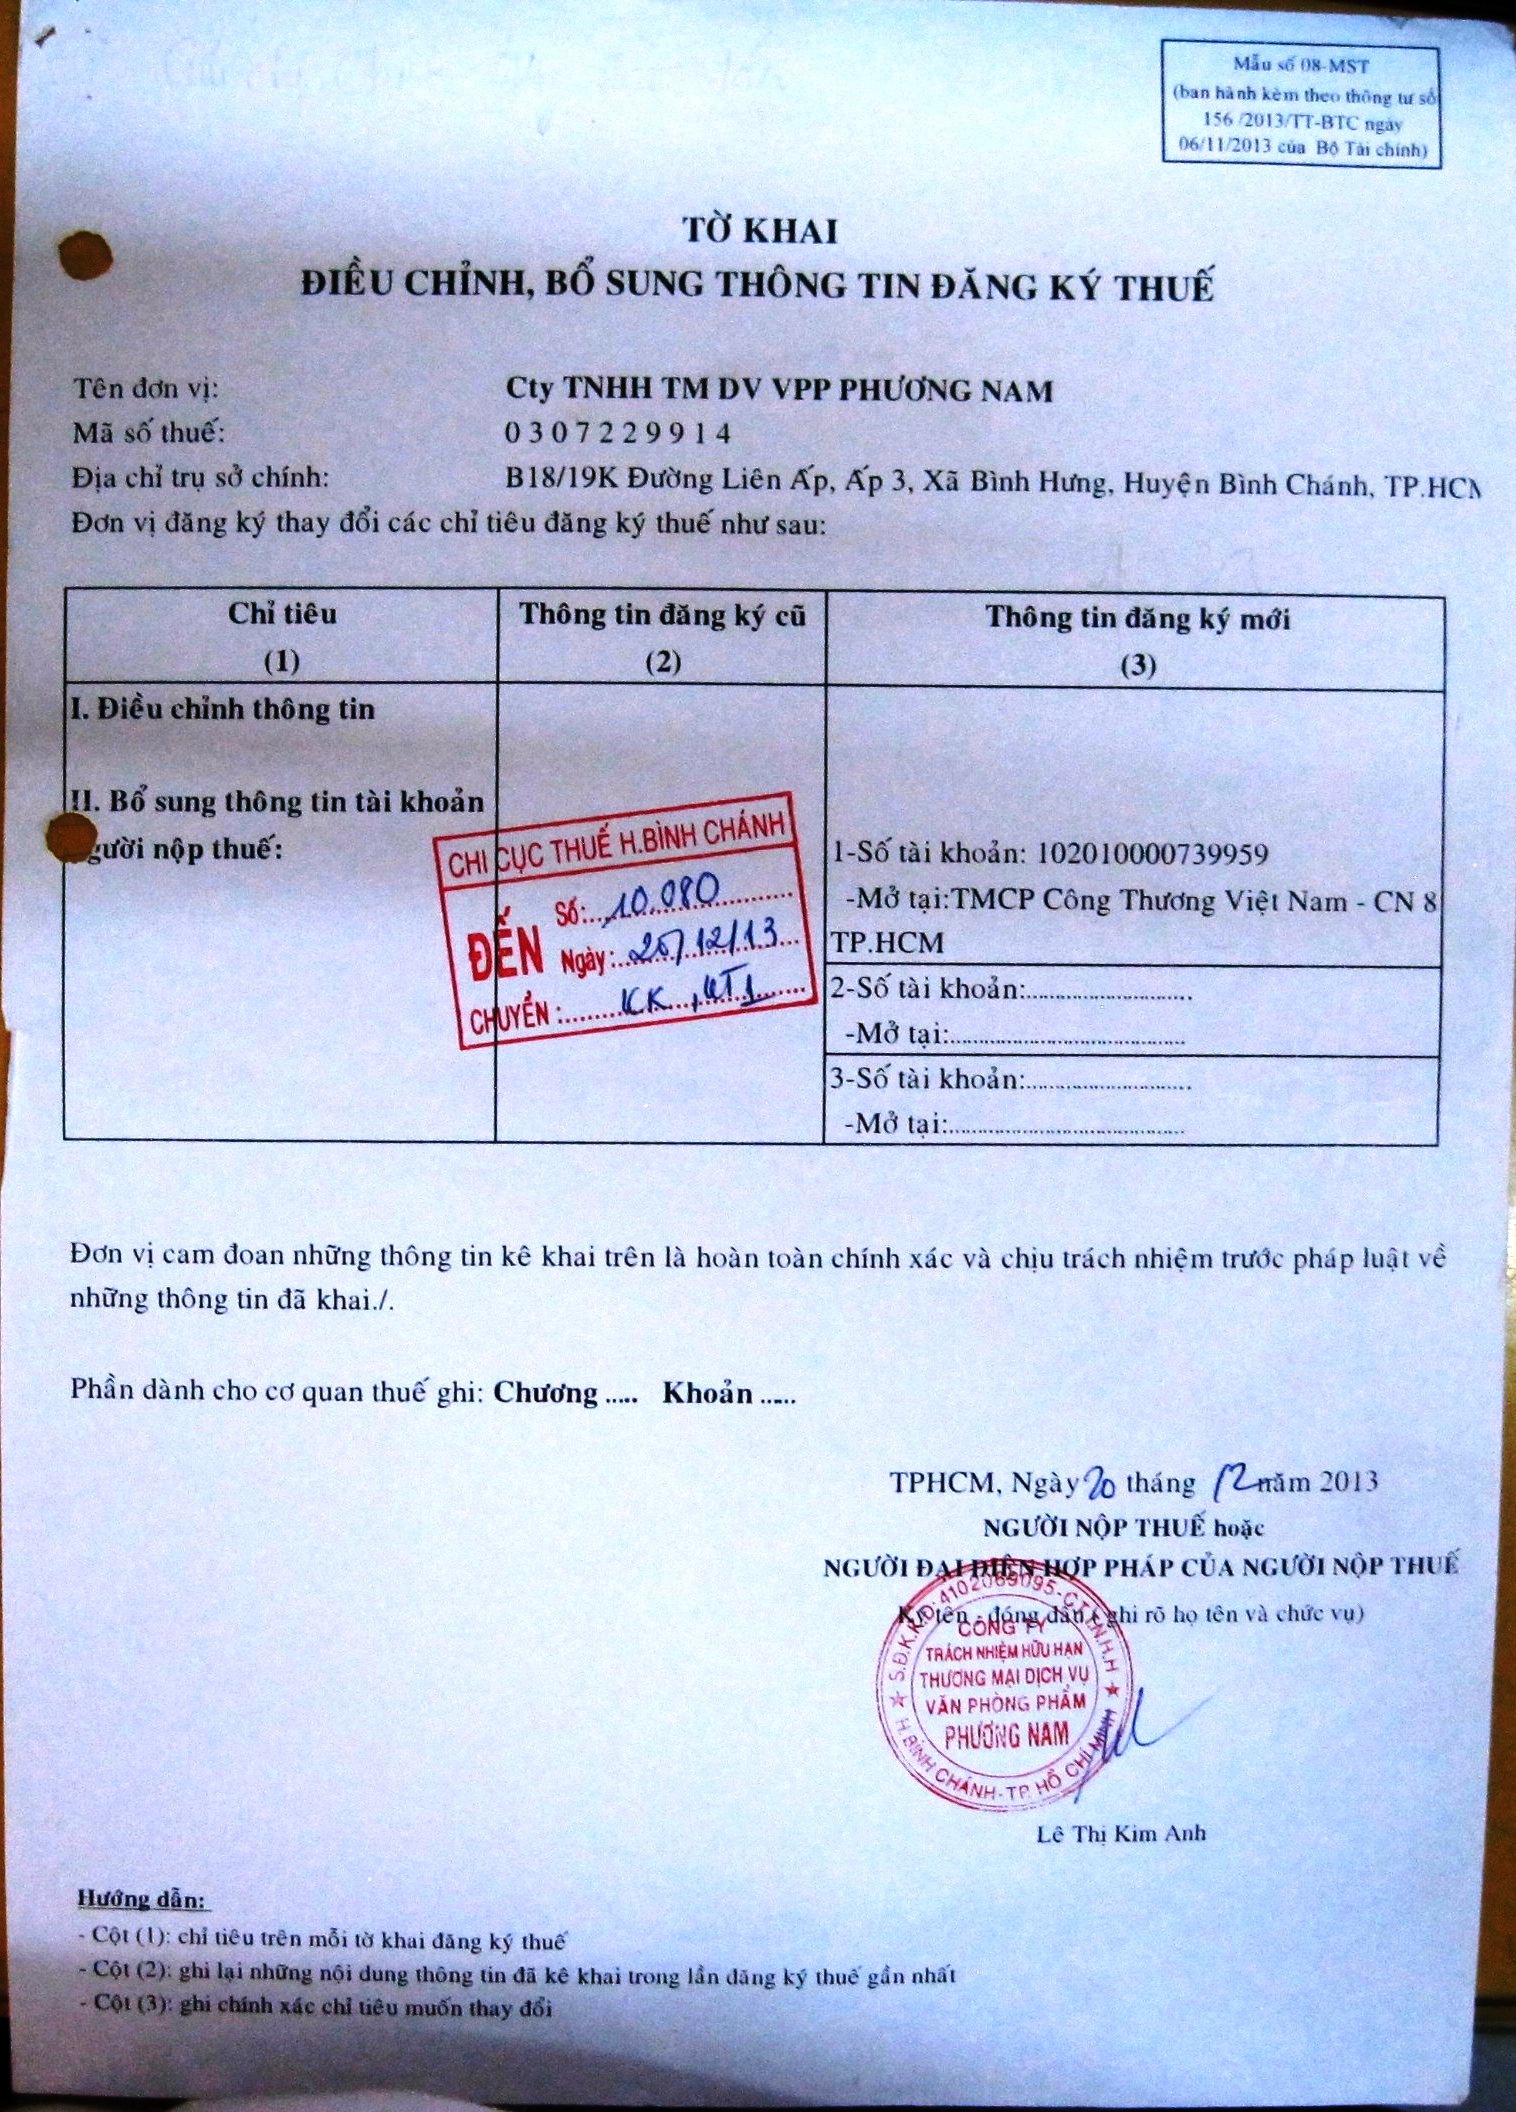 Mẫu số 08-MST
(ban hành kèm theo thông tư số
156 /2013/TT-BTC ngày
06/11/2013 của Bộ Tài chính)
TỜ KHAI
ĐIỀU CHỈNH, BỔ SUNG THÔNG TIN ĐĂNG KÝ THUẾ
Tên đơn vị: Cty TNHH TM DV VPP PHƯƠNG NAM
Mã số thuế: 0 3 0 7 2 2 9 9 1 4
Địa chỉ trụ sở chính: B18/19K Đường Liên Ấp, Ấp 3, Xã Bình Hưng, Huyện Bình Chánh, TP.HCM
Đơn vị đăng ký thay đổi các chỉ tiêu đăng ký thuế như sau:
Chỉ tiêu Thông tin đăng ký cũ Thông tin đăng ký mới
(1) (2) (3)
I. Điều chỉnh thông tin
II. Bổ sung thông tin tài khoản
người nộp thuế:
CHI CỤC THUẾ H.BÌNH CHÁNH
ĐẾN
Số:...10.080
Ngày:...20/12/13
CHUYỂN:...KK,
1-Số tài khoản: 102010000739959
-Mở tại:TMCP Công Thương Việt Nam - CN 8
TP.HCM
2-Số tài khoản:............................
-Mở tại:........................................
3-Số tài khoản:............................
-Mở tại:........................................
Đơn vị cam đoan những thông tin kê khai trên là hoàn toàn chính xác và chịu trách nhiệm trước pháp luật về
những thông tin đã khai./.
Phần dành cho cơ quan thuế ghi: Chương ..... Khoản ......
TPHCM, Ngày 20 tháng 12 năm 2013
NGƯỜI NỘP THUẾ hoặc
NGƯỜI ĐẠI DIỆN HỢP PHÁP CỦA NGƯỜI NỘP THUẾ
Ký tên - đóng dấu ( ghi rõ họ tên và chức vụ)
S.Đ.K.K.D:4102069095-C.T.T.N.H.H
CÔNG TY
TRÁCH NHIỆM HỮU HẠN
THƯƠNG MẠI DỊCH VỤ
VĂN PHÒNG PHẨM
PHƯƠNG NAM
H.BÌNH CHÁNH-TP. HỒ CHÍ MINH
Lê Thị Kim Anh
Hướng dẫn:
- Cột (1): chỉ tiêu trên mỗi tờ khai đăng ký thuế
- Cột (2): ghi lại những nội dung thông tin đã kê khai trong lần đăng ký thuế gần nhất
- Cột (3): ghi chính xác chỉ tiêu muốn thay đổi